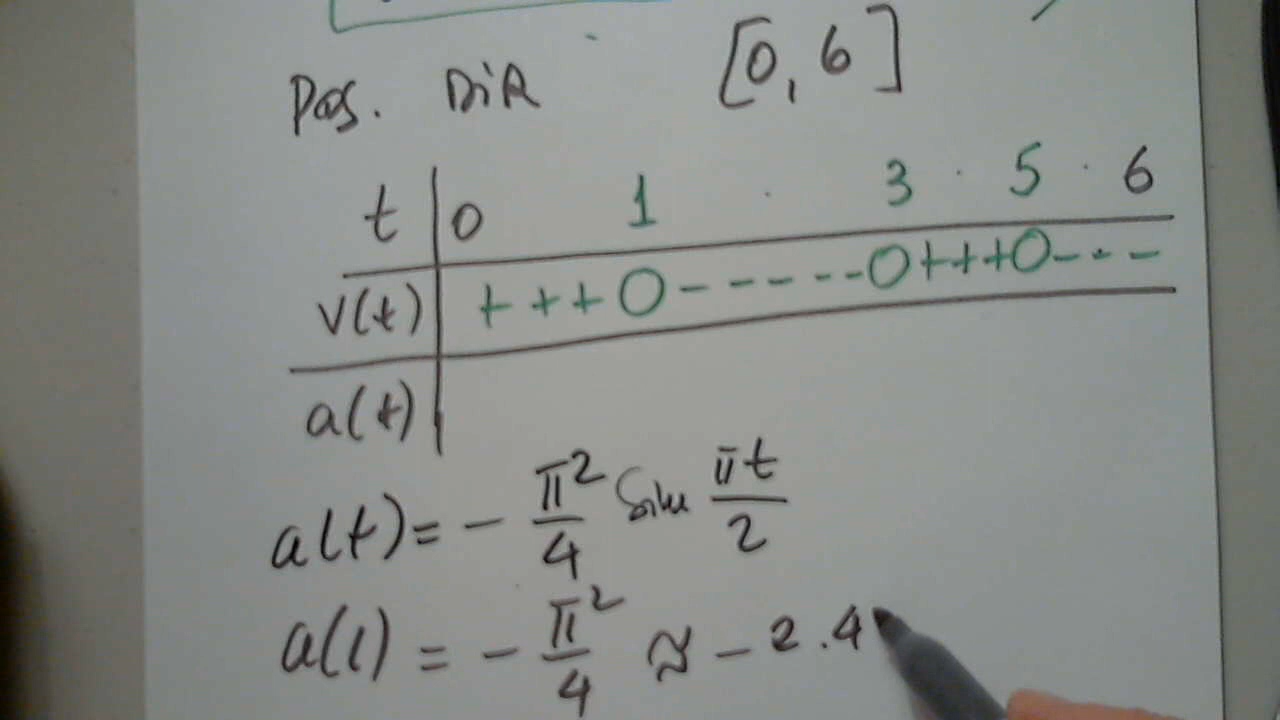 Pos. DiR [0, 6]
t 0 1 3 5 6
v(t) + + + 0 - - - - - - - 0 + + + 0 - - - -
a(t)
a(t) = - π²/4 Sin πt/2
a(1) = - π²/4 ≈ - 2.4